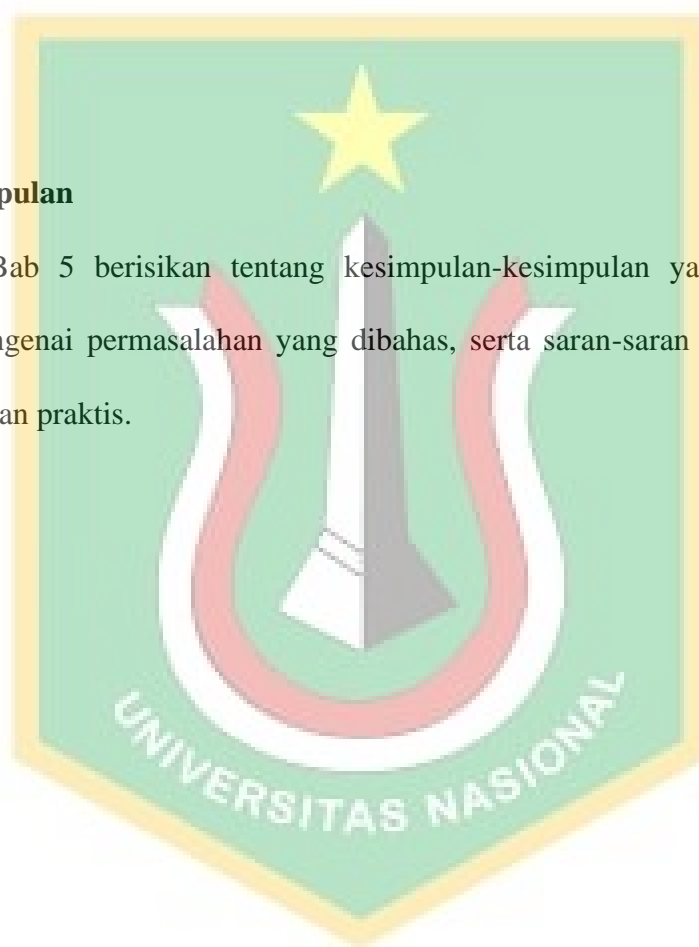 pulan
Bab 5 berisikan tentang kesimpulan-kesimpulan ya
ngenai permasalahan yang dibahas, serta saran-saran
an praktis.
UNIVERSITAS NASIONAL